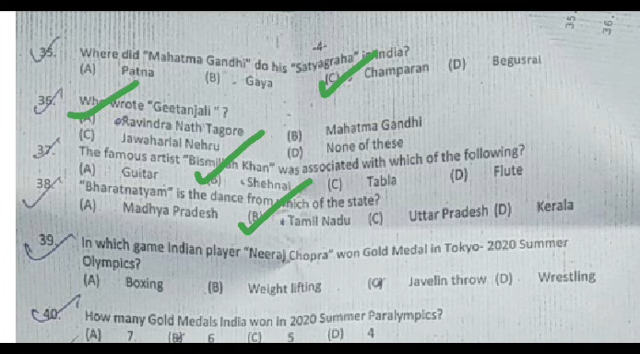 -4-
35.
36.
35. Where did "Mahatma Gandhi" do his "Satyagraha" in India?
(A) Patna (B) Gaya (C) Champaran (D) Begusrai
36. Who wrote "Geetanjali"?
(A) Ravindra Nath Tagore (B) Mahatma Gandhi
(C) Jawaharlal Nehru (D) None of these
37. The famous artist "Bismillah Khan" was associated with which of the following?
(A) Guitar (B) Shehnai (C) Tabla (D) Flute
38. "Bharatnatyam" is the dance from which of the state?
(A) Madhya Pradesh (B) Tamil Nadu (C) Uttar Pradesh (D) Kerala
39. In which game Indian player "Neeraj Chopra" won Gold Medal in Tokyo- 2020 Summer
Olympics?
(A) Boxing (B) Weight lifting (C) Javelin throw (D) Wrestling
40. How many Gold Medals India won in 2020 Summer Paralympics?
(A) 7 (B) 6 (C) 5 (D) 4